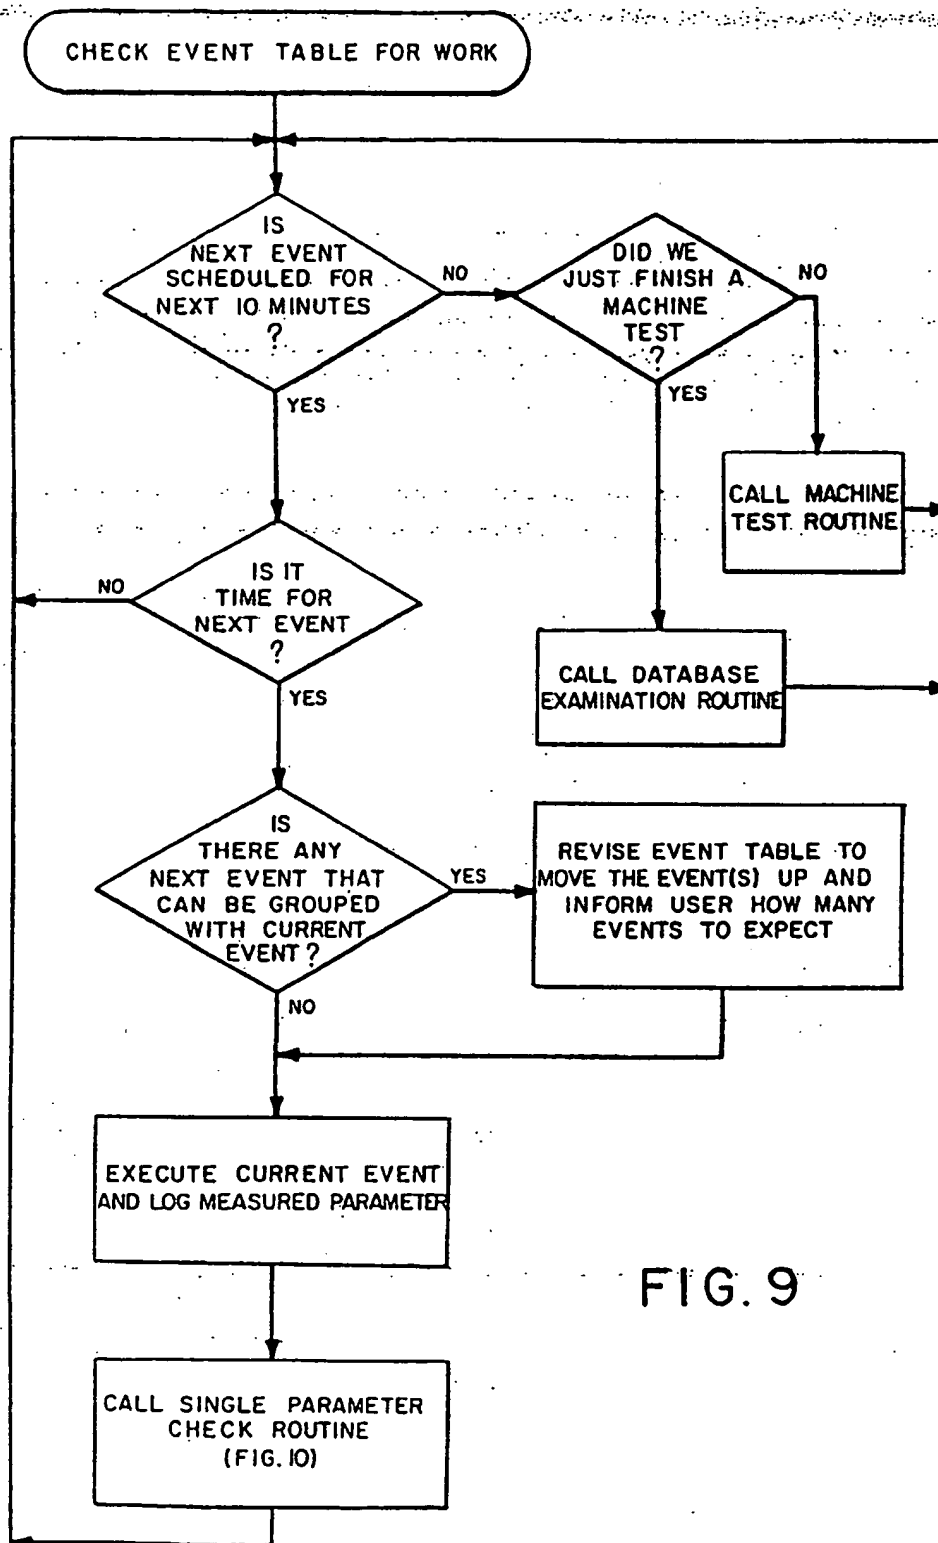 CHECK EVENT TABLE FOR WORK
IS
NEXT EVENT
SCHEDULED FOR
NEXT 10 MINUTES
?
NO
YES
DID WE
JUST FINISH A
MACHINE
TEST
?
NO
YES
CALL MACHINE
TEST ROUTINE
IS IT
TIME FOR
NEXT EVENT
?
NO
YES
CALL DATABASE
EXAMINATION ROUTINE
IS
THERE ANY
NEXT EVENT THAT
CAN BE GROUPED
WITH CURRENT
EVENT?
YES
NO
REVISE EVENT TABLE TO
MOVE THE EVENT(S) UP AND
INFORM USER HOW MANY
EVENTS TO EXPECT
EXECUTE CURRENT EVENT
AND LOG MEASURED PARAMETER
FIG. 9
CALL SINGLE PARAMETER
CHECK ROUTINE
(FIG. 10)